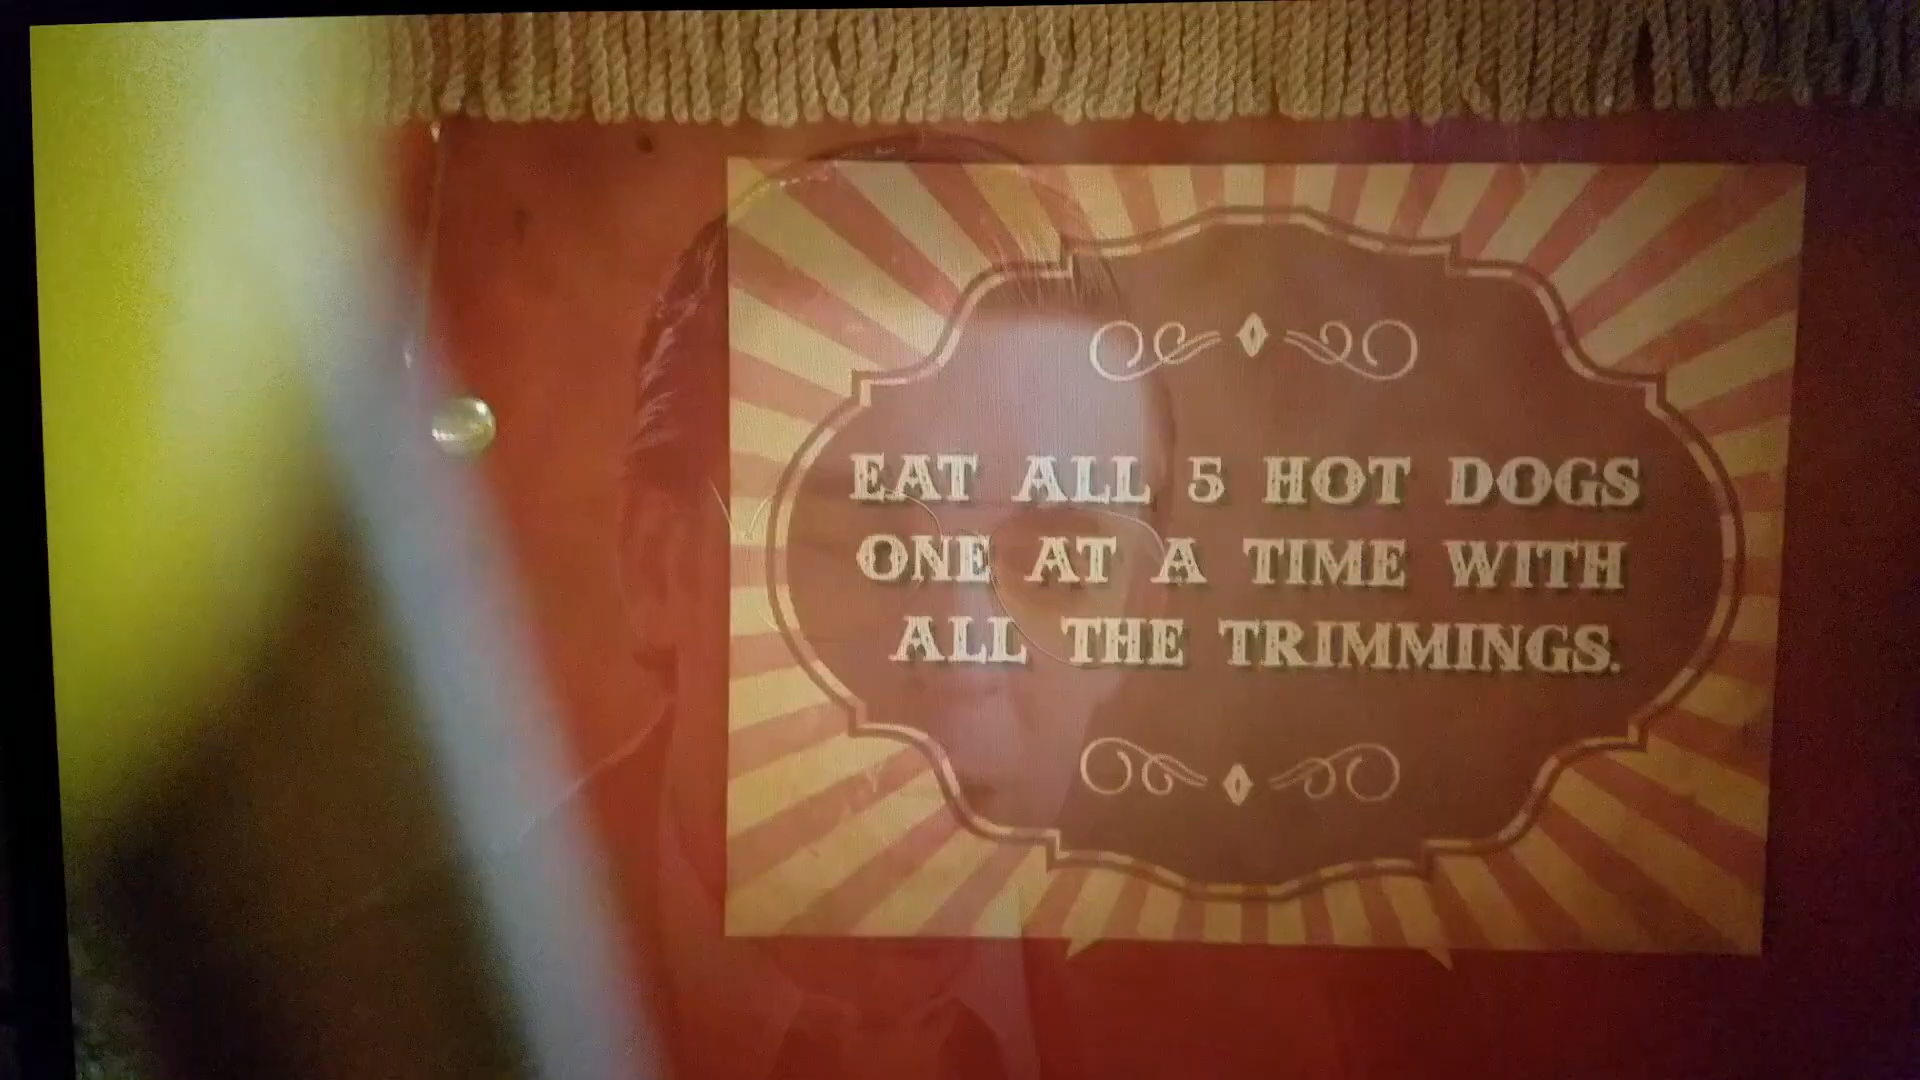 EAT ALL 5 HOT DOGS
ONE AT A TIME WITH
ALL THE TRIMMINGS.